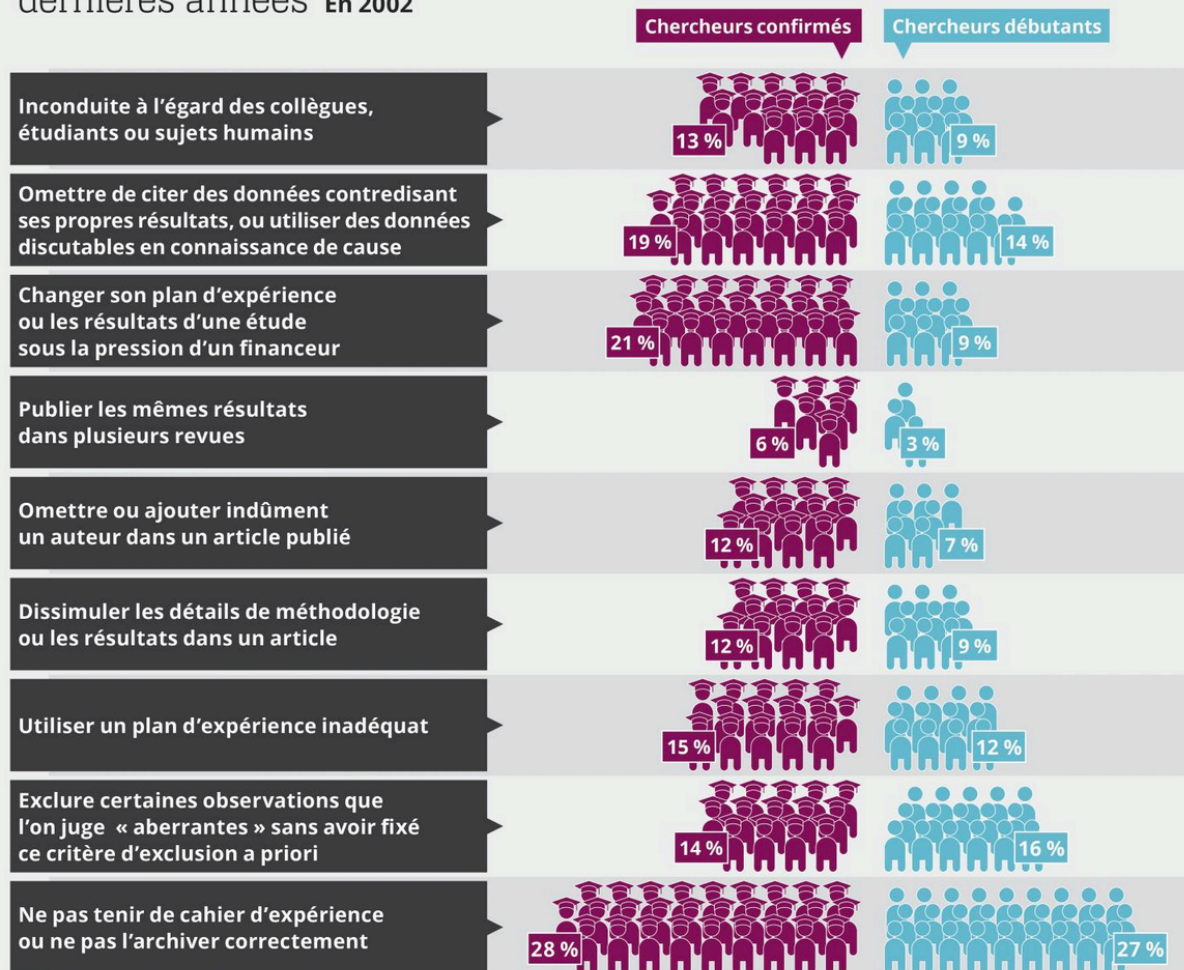 dernières années En 2002
Chercheurs confirmés
Chercheurs débutants
Inconduite à l'égard des collègues,
étudiants ou sujets humains
13 %
9 %
Omettre de citer des données contredisant
ses propres résultats, ou utiliser des données
discutables en connaissance de cause
19 %
14 %
Changer son plan d'expérience
ou les résultats d'une étude
sous la pression d'un financeur
21 %
9 %
Publier les mêmes résultats
dans plusieurs revues
6 %
3 %
Omettre ou ajouter indûment
un auteur dans un article publié
12 %
7 %
Dissimuler les détails de méthodologie
ou les résultats dans un article
12 %
9 %
Utiliser un plan d'expérience inadéquat
15 %
12 %
Exclure certaines observations que
l'on juge « aberrantes » sans avoir fixé
ce critère d'exclusion a priori
14 %
16 %
Ne pas tenir de cahier d'expérience
ou ne pas l'archiver correctement
28 %
27 %